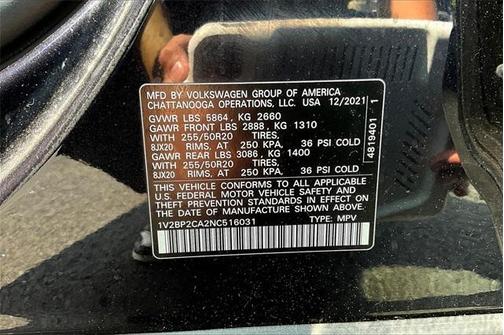 MFD BY VOLKSWAGEN GROUP OF AMERICA
CHATTANOOGA OPERATIONS, LLC. USA 12/2021
GVWR LBS 5864, KG 2660
GAWR FRONT LBS 2888, KG 1310
WITH 255/50R20 TIRES,
8JX20 RIMS, AT 250 KPA, 36 PSI COLD
GAWR REAR LBS 3086, KG 1400
WITH 255/50R20 TIRES,
8JX20 RIMS, AT 250 KPA, 36 PSI COLD
THIS VEHICLE CONFORMS TO ALL APPLICABLE
U.S. FEDERAL MOTOR VEHICLE SAFETY AND
THEFT PREVENTION STANDARDS IN EFFECT
ON THE DATE OF MANUFACTURE SHOWN ABOVE.
1V2BP2CA2NC516031 TYPE: MPV
4819401 1